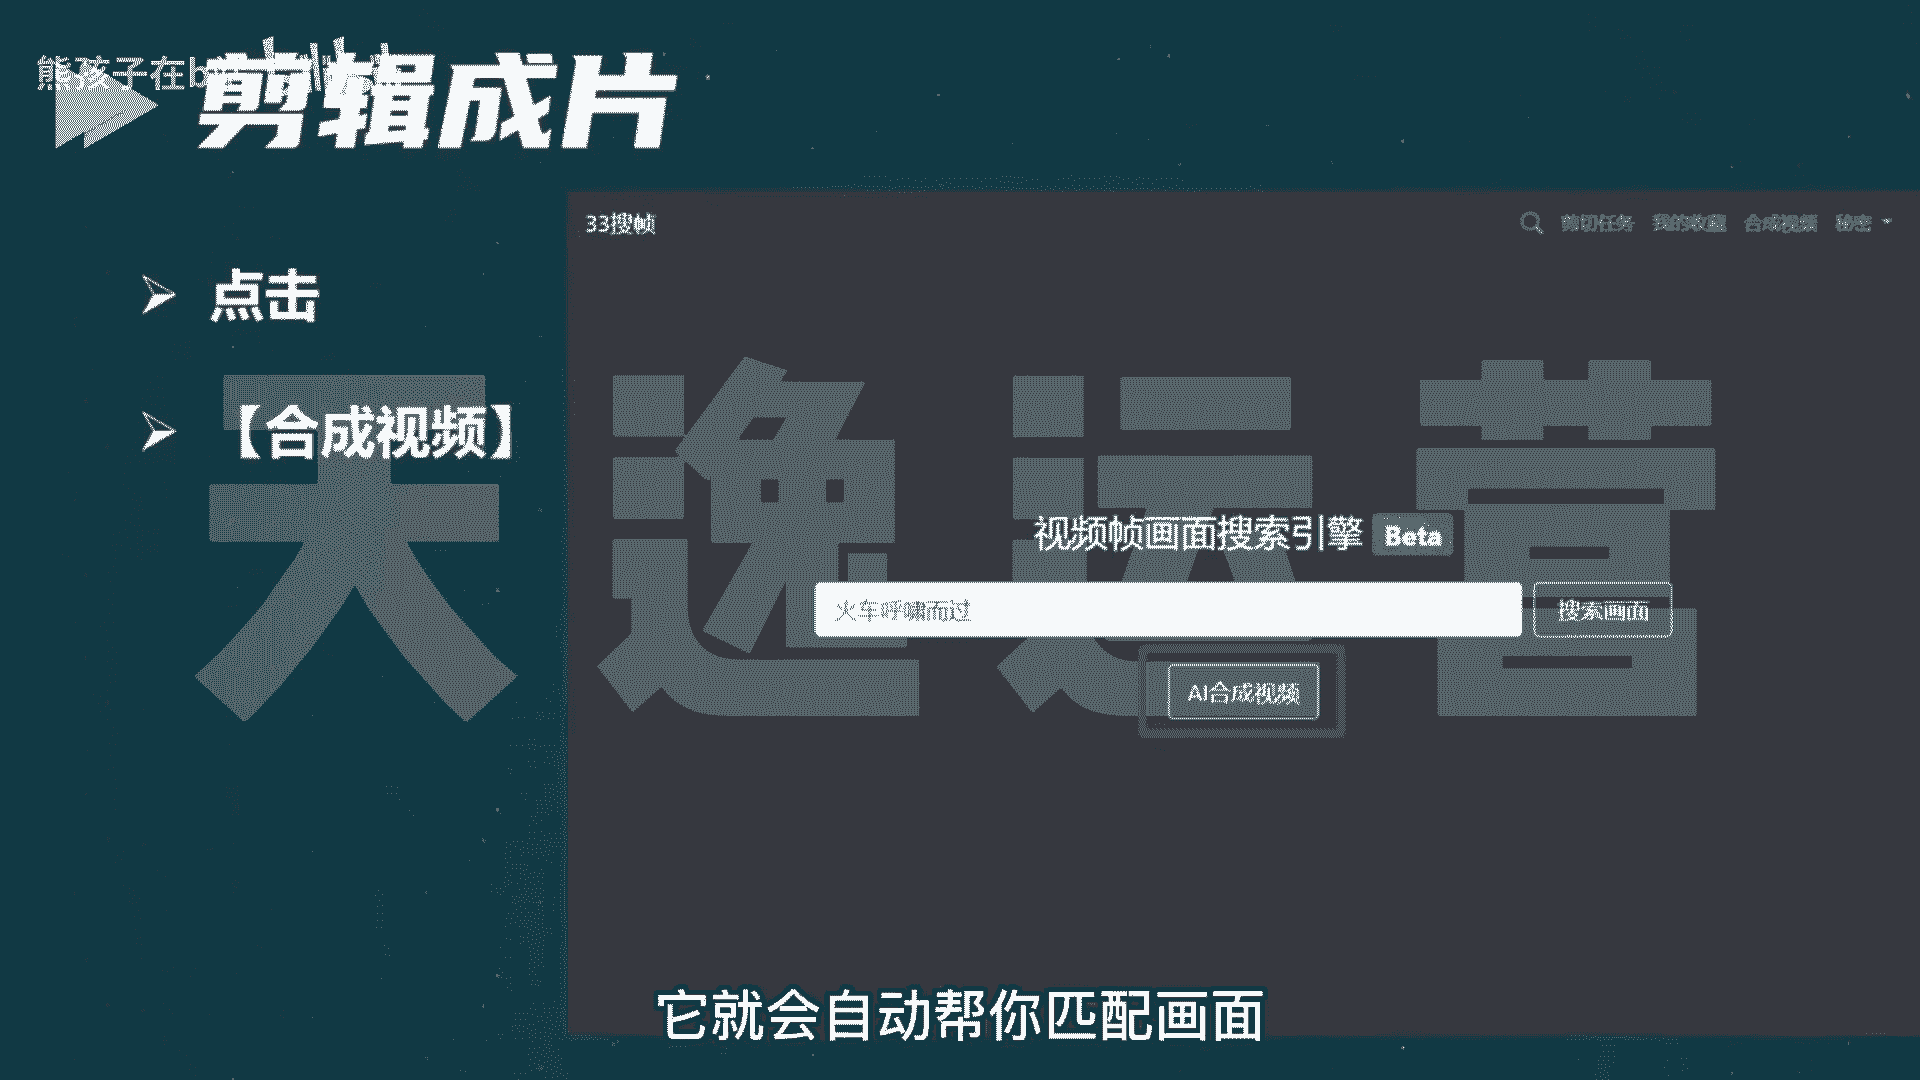 熊孩子在b
剪辑成片
33搜帧
剪切任务 我的收藏 合成视频 秘密
点击
【合成视频】
天逸运营
视频帧画面搜索引擎 Beta
火车呼啸而过
搜索画面
AI合成视频
它就会自动帮你匹配画面